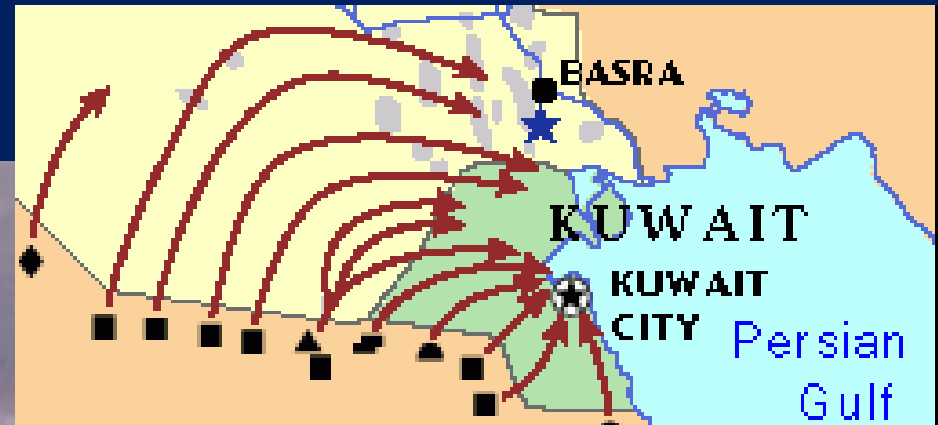 BASRA
KUWAIT
KUWAIT
CITY
Persian
Gulf